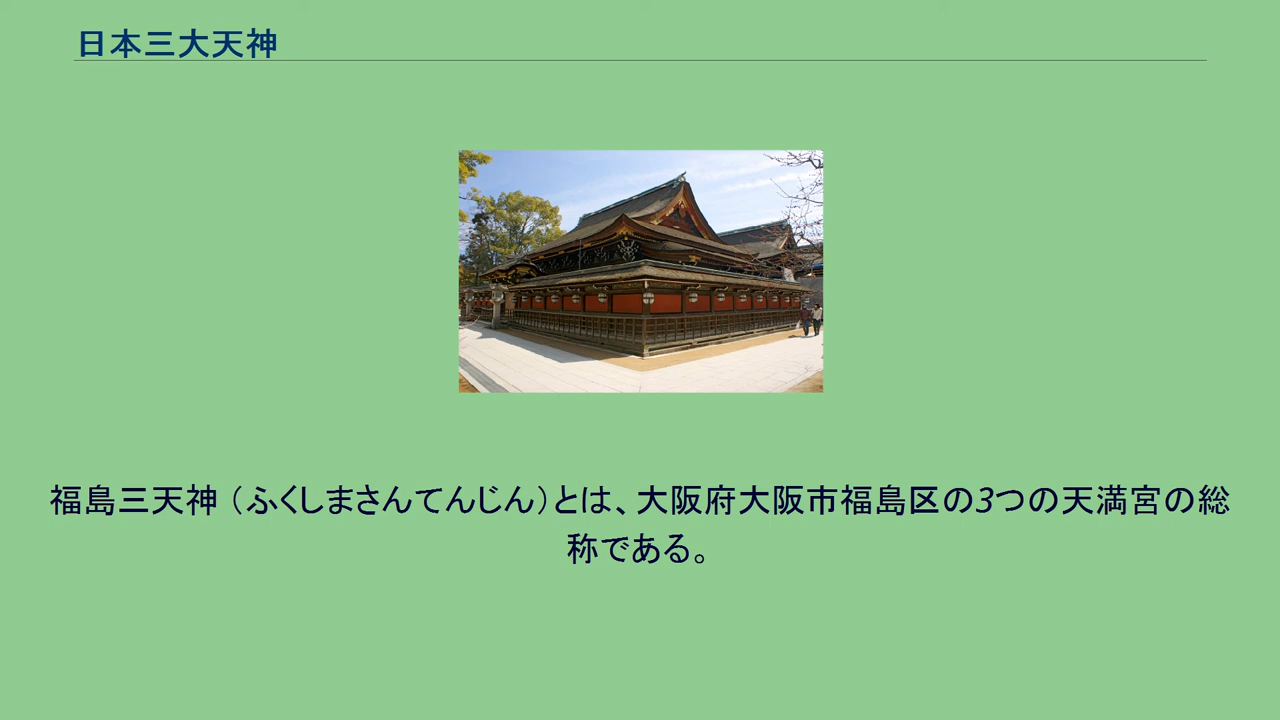 日本三大天神
福島三天神（ふくしまさんてんじん）とは、大阪府大阪市福島区の3つの天満宮の総
称である。